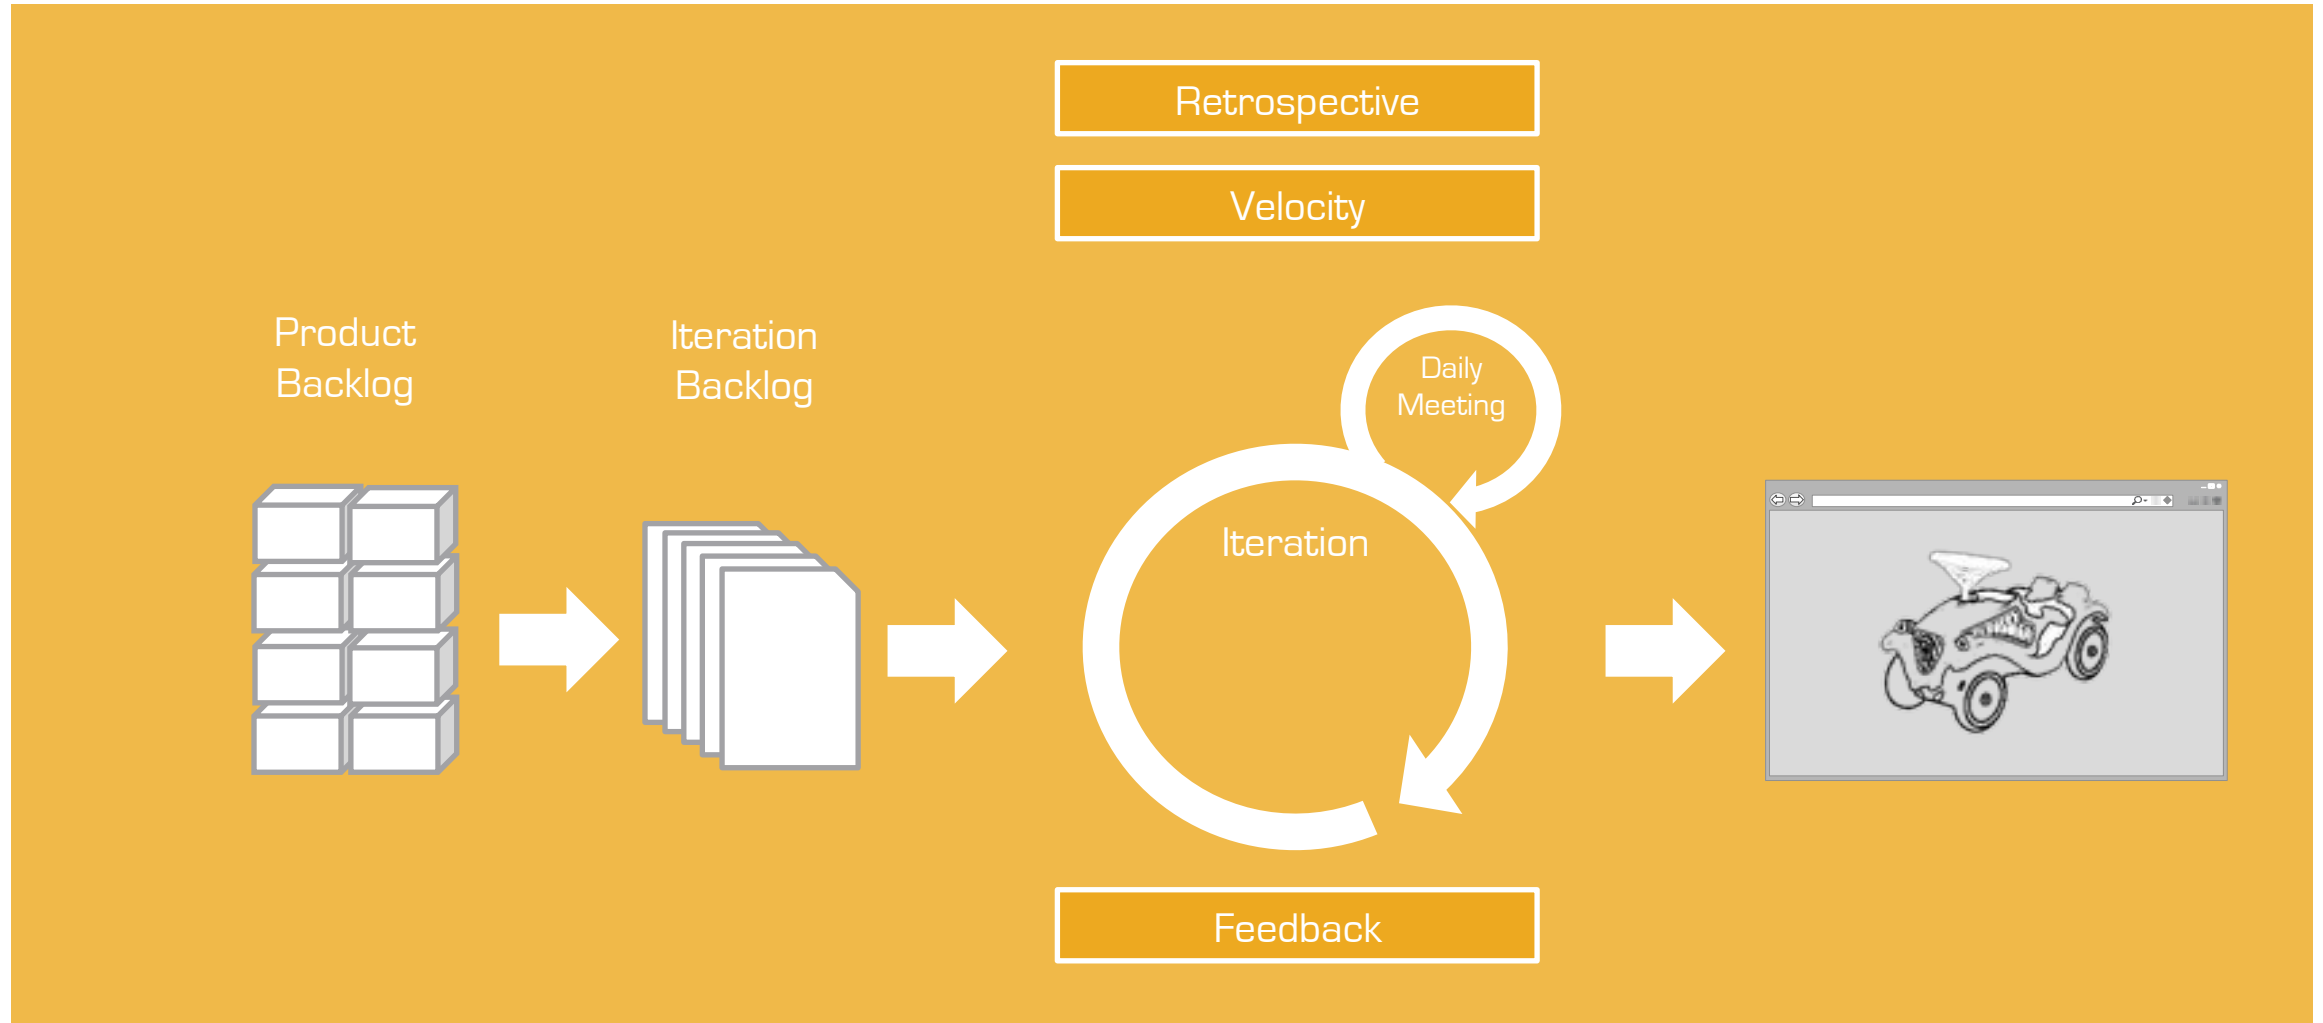 Retrospective
Velocity
Product
Backlog
Iteration
Backlog
Daily
Meeting
Iteration
Feedback